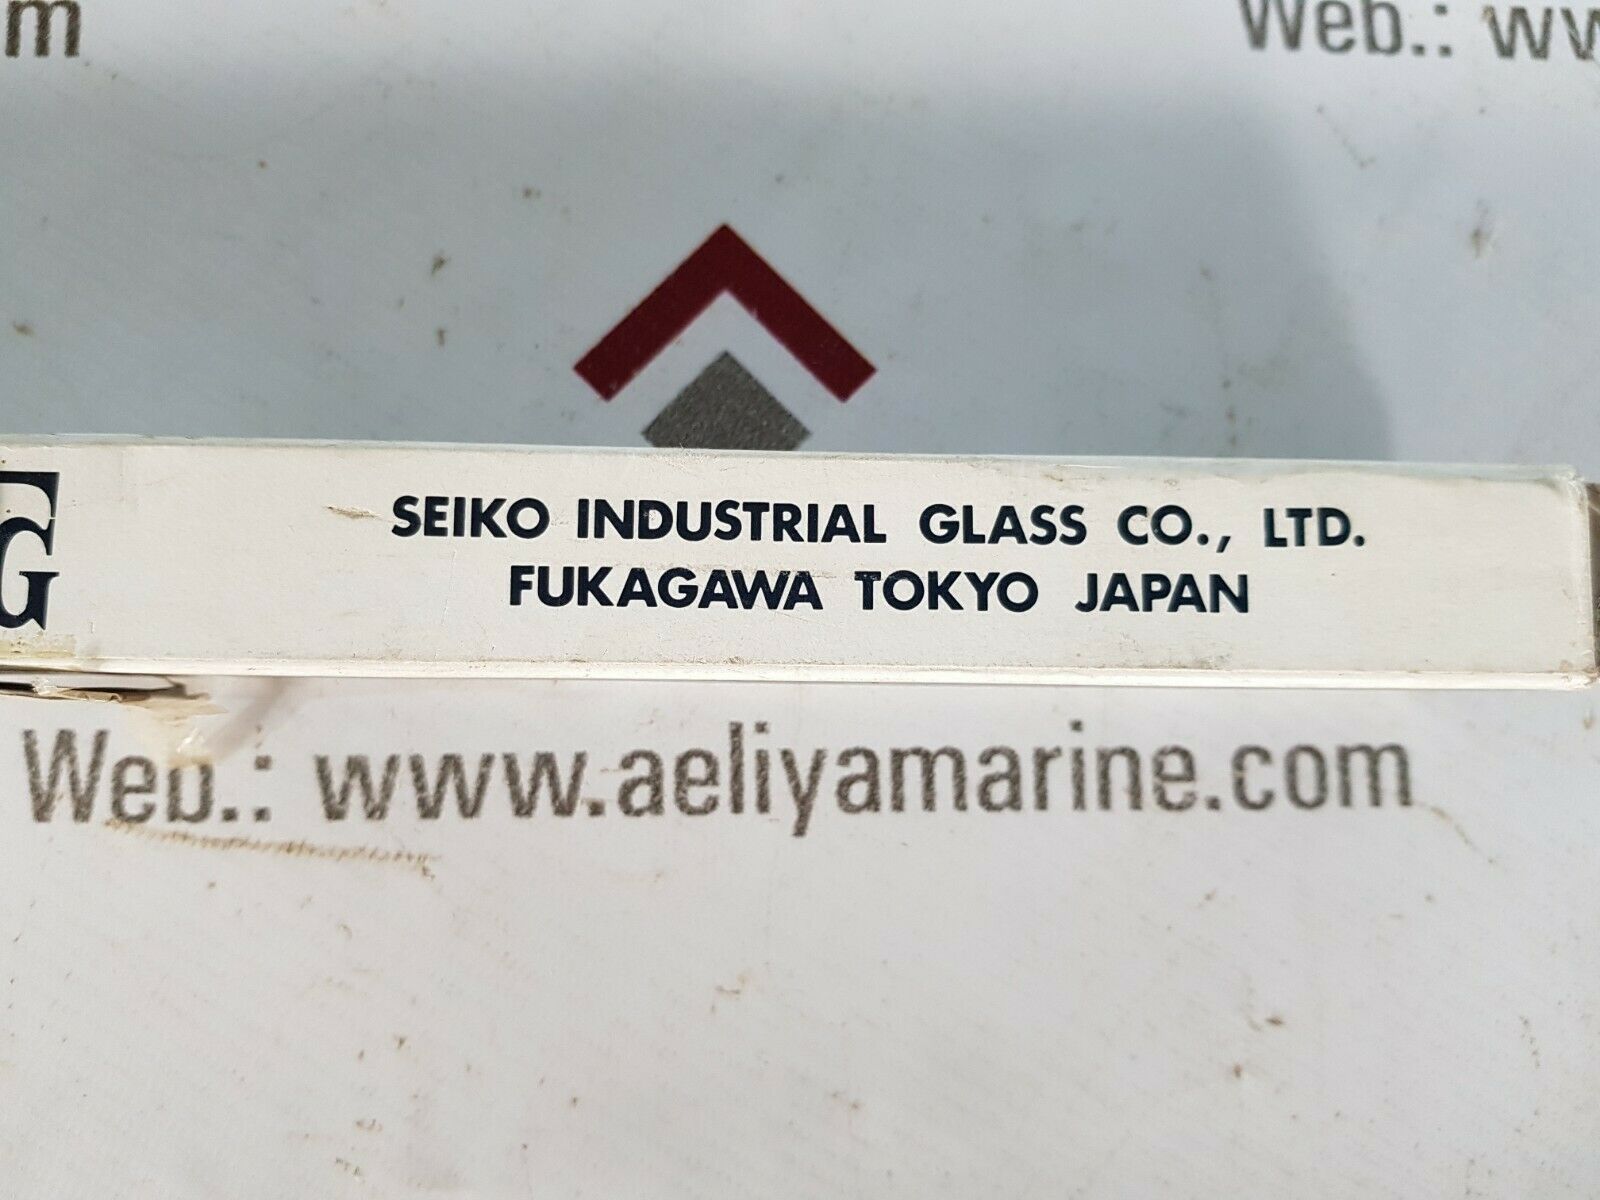 m
Web.: ww
G
SEIKO INDUSTRIAL GLASS CO., LTD.
FUKAGAWA TOKYO JAPAN
Web.: www.aeliyamarine.com